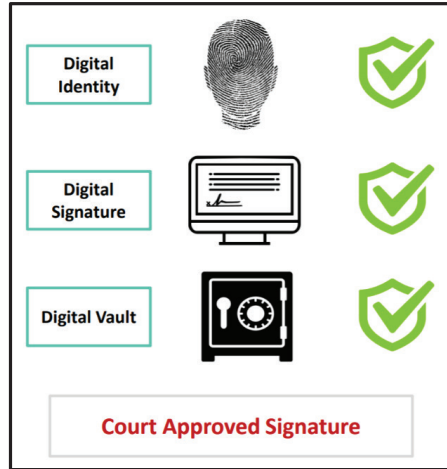 Digital
Identity
Digital
Signature
Digital Vault
Court Approved Signature